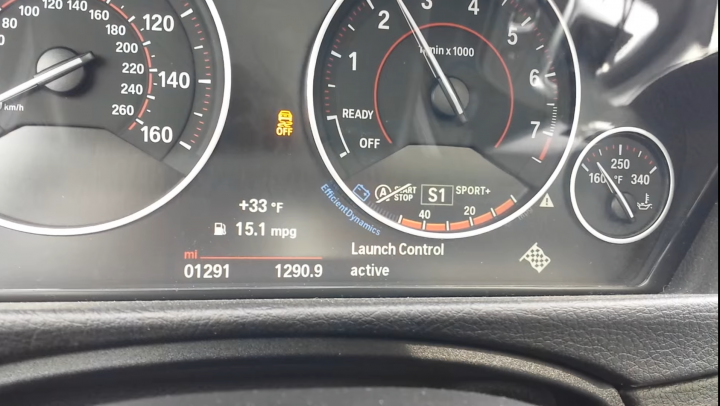 100 120 140 120
80 160
180
200
220 140
240
km/h
260
160
2 3 4
1 5
1/min x 1000
6
READY
OFF 7
OFF
250
160 °F 340
A START STOP S1 SPORT+
EfficientDynamics
40 20
+33 °F
15.1 mpg
mi
01291 1290.9
Launch Control
active